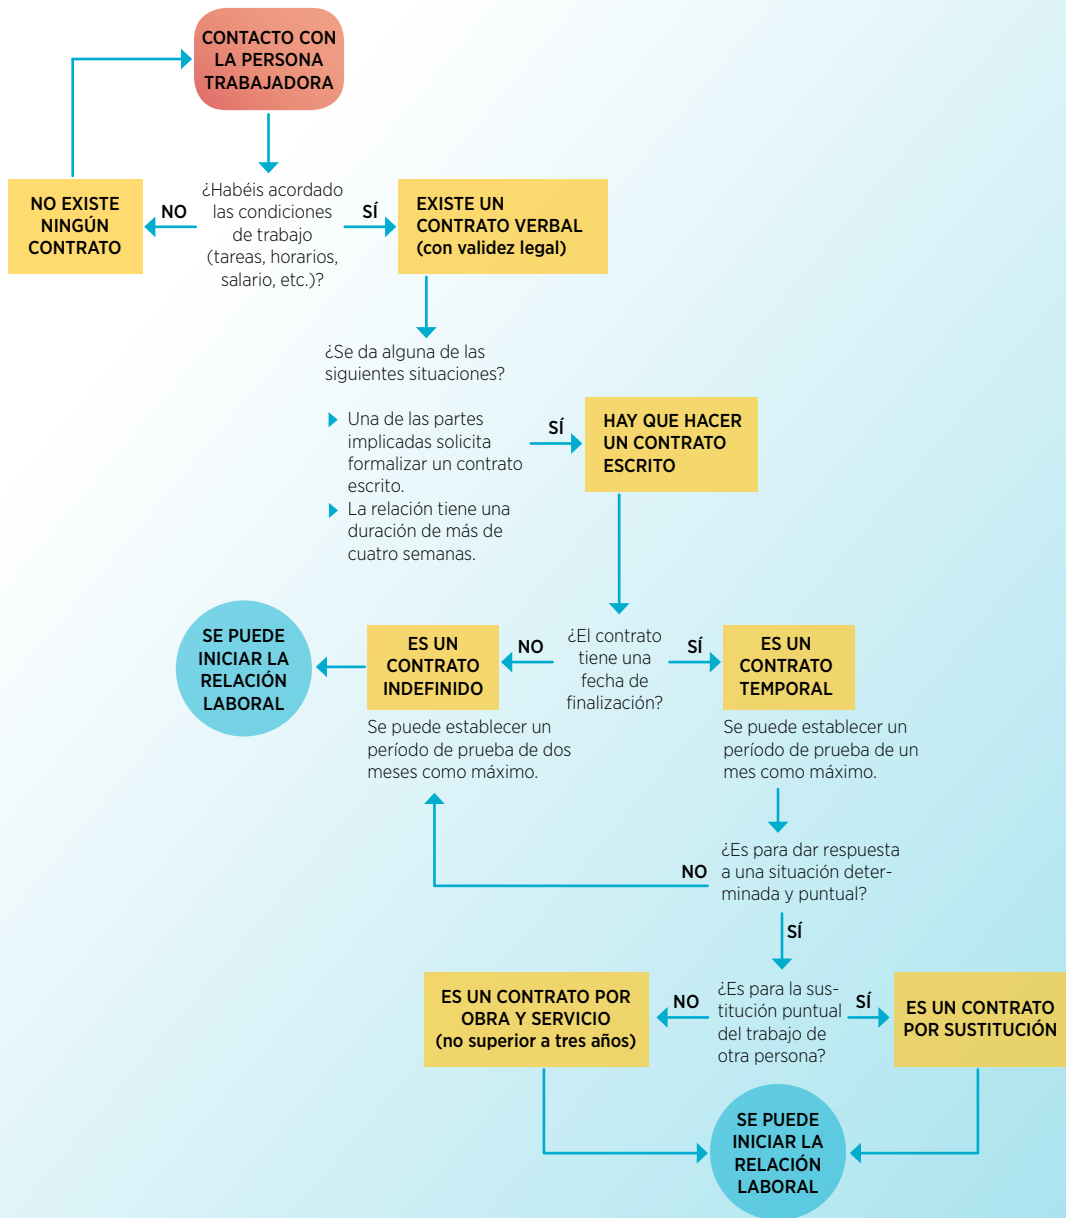 CONTACTO CON
LA PERSONA
TRABAJADORA
NO EXISTE
NINGÚN
CONTRATO
NO
¿Habéis acordado
las condiciones
de trabajo
(tareas, horarios,
salario, etc.)?
SÍ
EXISTE UN
CONTRATO VERBAL
(con validez legal)
¿Se da alguna de las
siguientes situaciones?
Una de las partes
implicadas solicita
formalizar un contrato
escrito.
La relación tiene una
duración de más de
cuatro semanas.
SÍ
HAY QUE HACER
UN CONTRATO
ESCRITO
SE PUEDE
INICIAR LA
RELACIÓN
LABORAL
ES UN
CONTRATO
INDEFINIDO
NO
¿El contrato
tiene una
fecha de
finalización?
SÍ
ES UN
CONTRATO
TEMPORAL
Se puede establecer un
período de prueba de dos
meses como máximo.
Se puede establecer un
período de prueba de un
mes como máximo.
NO
¿Es para dar respuesta
a una situación deter-
minada y puntual?
SÍ
ES UN CONTRATO POR
OBRA Y SERVICIO
(no superior a tres años)
NO
¿Es para la sus-
titución puntual
del trabajo de
otra persona?
SÍ
ES UN CONTRATO
POR SUSTITUCIÓN
SE PUEDE
INICIAR LA
RELACIÓN
LABORAL